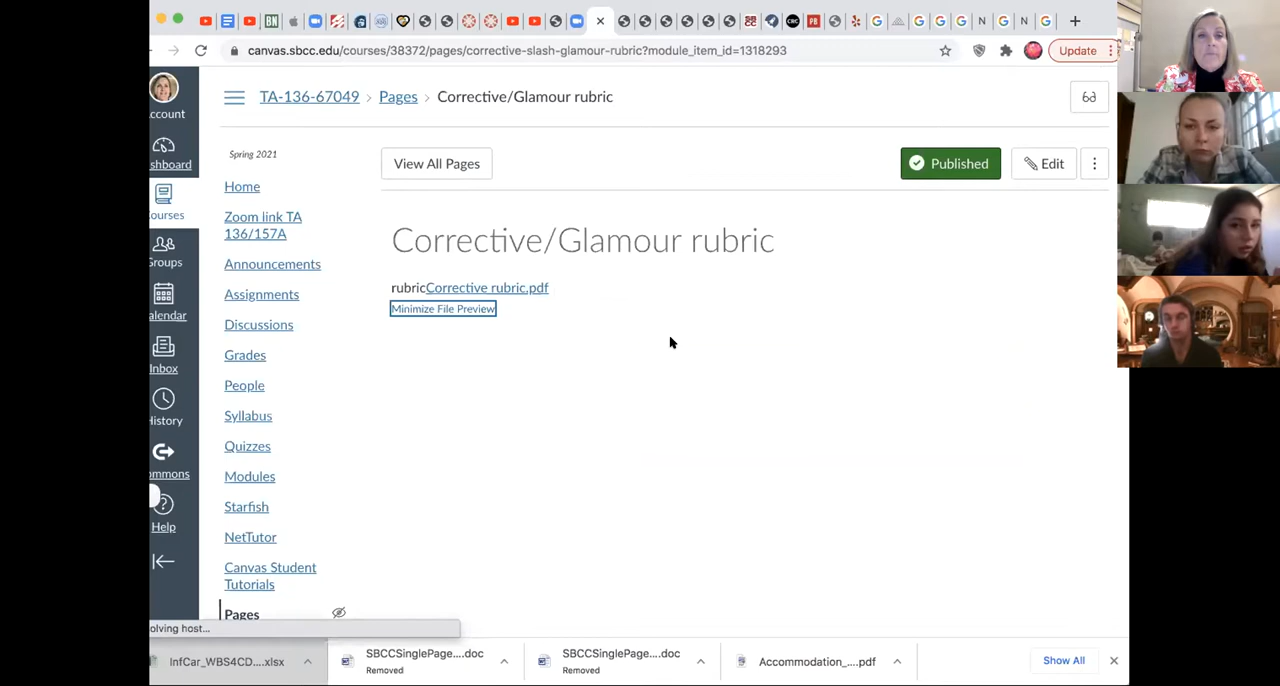 canvas.sbcc.edu/courses/38372/pages/corrective-slash-glamour-rubric?module_item_id=1318293
Update
TA-136-67049 > Pages > Corrective/Glamour rubric
ccount
shboard
ourses
Groups
alendar
Inbox
History
ommons
Help
Spring 2021
Home
Zoom link TA
136/157A
Announcements
Assignments
Discussions
Grades
People
Syllabus
Quizzes
Modules
Starfish
NetTutor
Canvas Student
Tutorials
Pages
View All Pages
Published
Edit
Corrective/Glamour rubric
rubricCorrective rubric.pdf
Minimize File Preview
olving host...
InfCar_WBS4CD....xlsx
SBCCSinglePage....doc
Removed
SBCCSinglePage....doc
Removed
Accommodation_....pdf
Show All